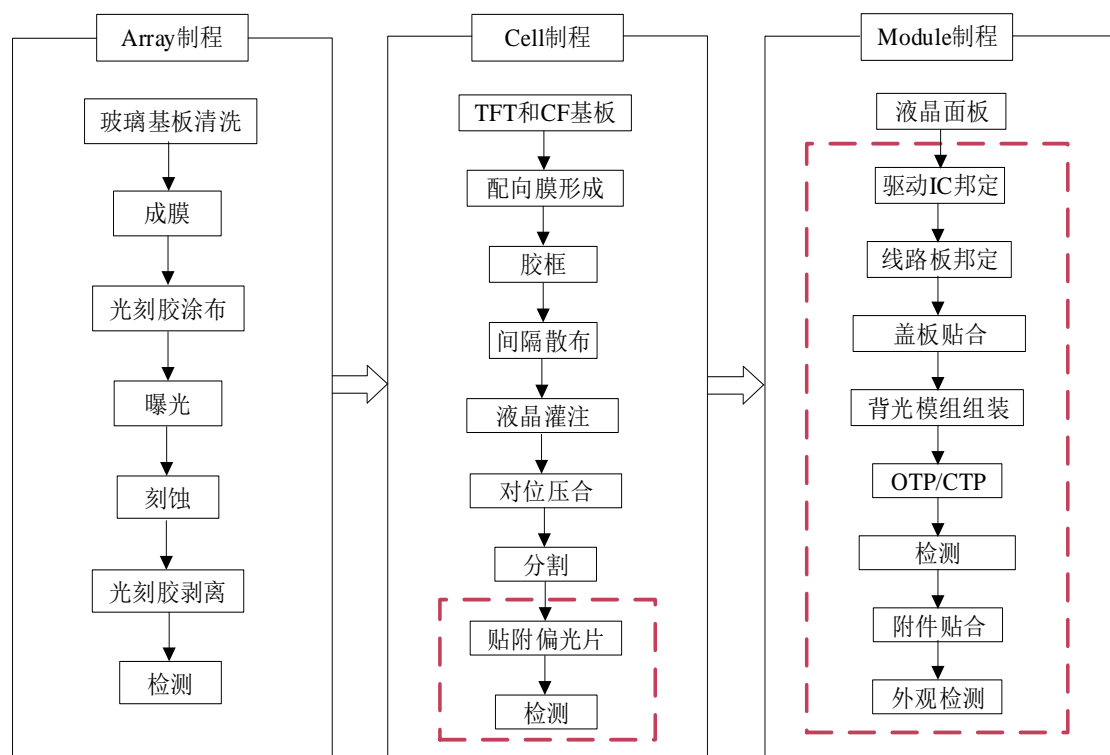 Array制程
玻璃基板清洗
成膜
光刻胶涂布
曝光
刻蚀
光刻胶剥离
检测
Cell制程
TFT和CF基板
配向膜形成
胶框
间隔散布
液晶灌注
对位压合
分割
贴附偏光片
检测
Module制程
液晶面板
驱动IC邦定
线路板邦定
盖板贴合
背光模组组装
OTP/CTP
检测
附件贴合
外观检测